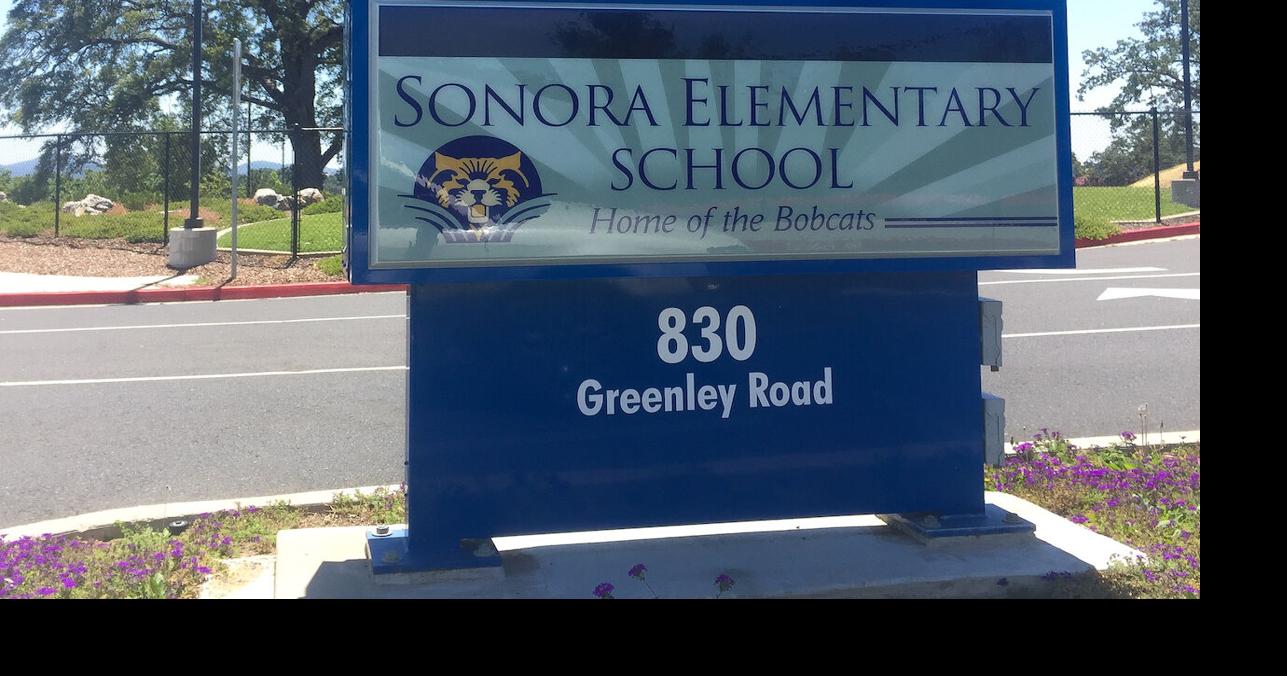 SONORA ELEMENTARY
SCHOOL
Home of the Bobcats
830
Greenley Road